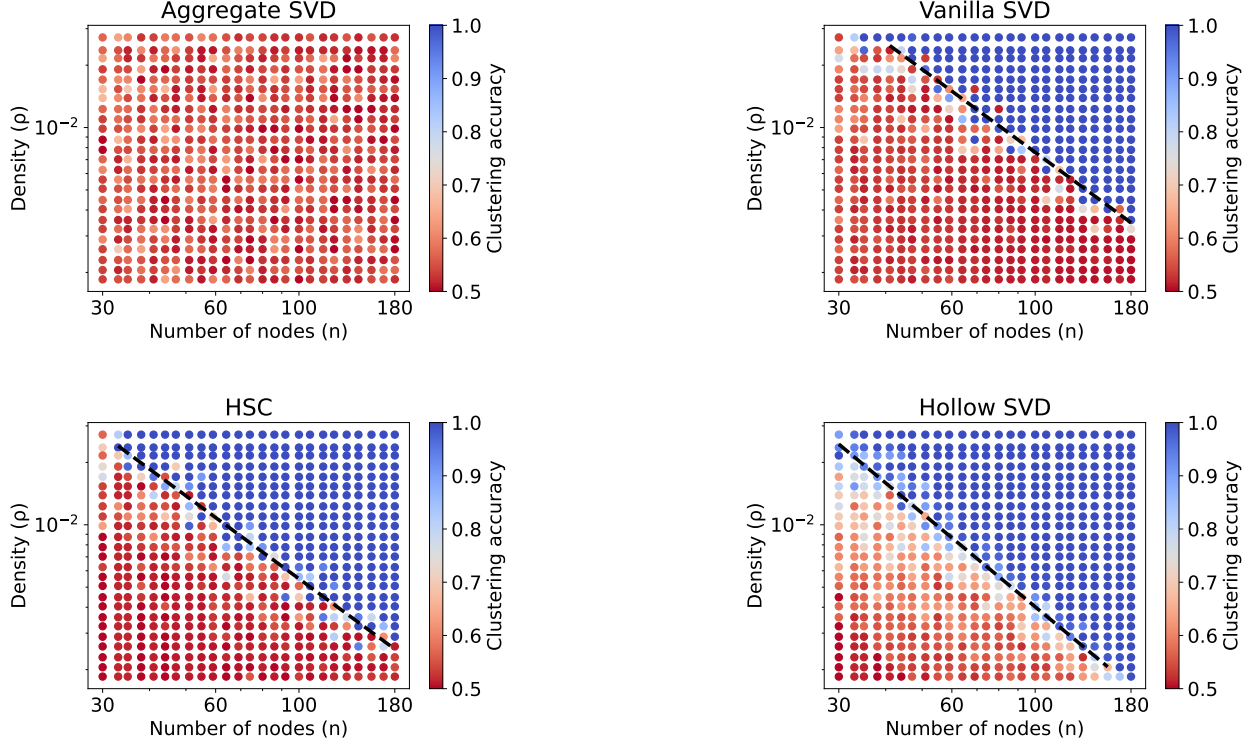 Aggregate SVD
Density (ρ)
10⁻²
30 60 100 180
Number of nodes (n)
1.0
0.9
0.8
0.7
0.6
0.5
Clustering accuracy
Vanilla SVD
Density (ρ)
10⁻²
30 60 100 180
Number of nodes (n)
1.0
0.9
0.8
0.7
0.6
0.5
Clustering accuracy
HSC
Density (ρ)
10⁻²
30 60 100 180
Number of nodes (n)
1.0
0.9
0.8
0.7
0.6
0.5
Clustering accuracy
Hollow SVD
Density (ρ)
10⁻²
30 60 100 180
Number of nodes (n)
1.0
0.9
0.8
0.7
0.6
0.5
Clustering accuracy